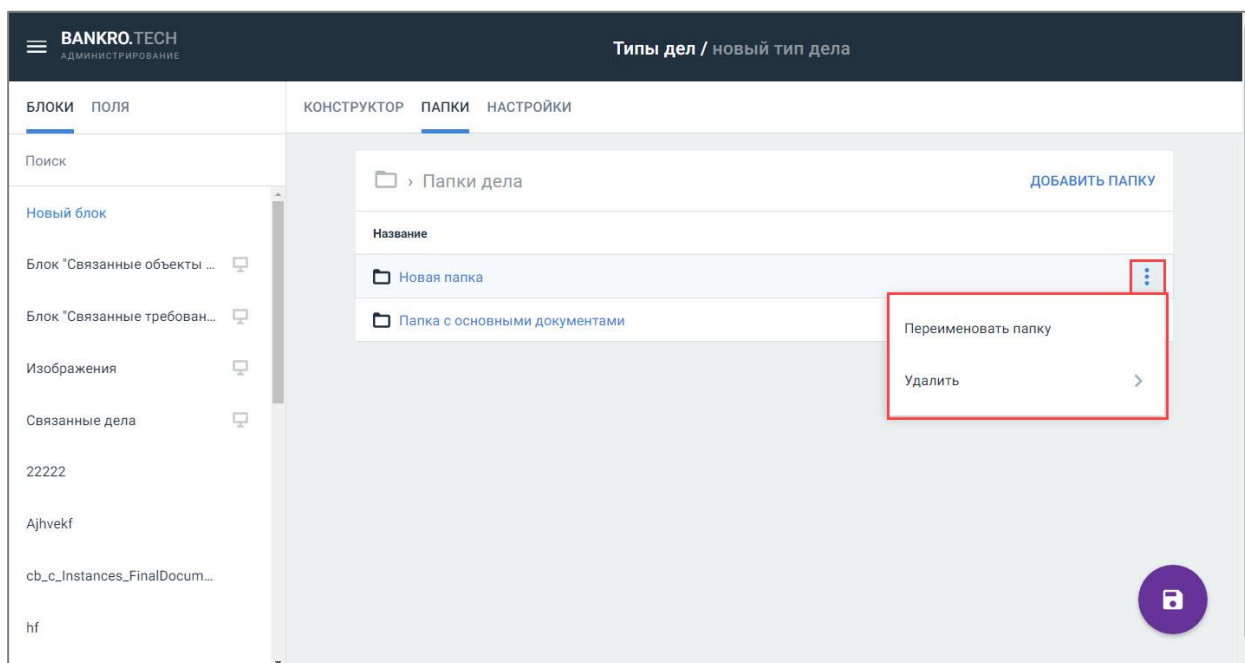 BANKRO.TECH
АДМИНИСТРИРОВАНИЕ
Типы дел / новый тип дела
БЛОКИ ПОЛЯ
КОНСТРУКТОР ПАПКИ НАСТРОЙКИ
Поиск
Новый блок
Блок "Связанные объекты ...
Блок "Связанные требован...
Изображения
Связанные дела
22222
Ajhvekf
cb_c_Instances_FinalDocum...
hf
› Папки дела
ДОБАВИТЬ ПАПКУ
Название
Новая папка
Папка с основными документами
Переименовать папку
Удалить